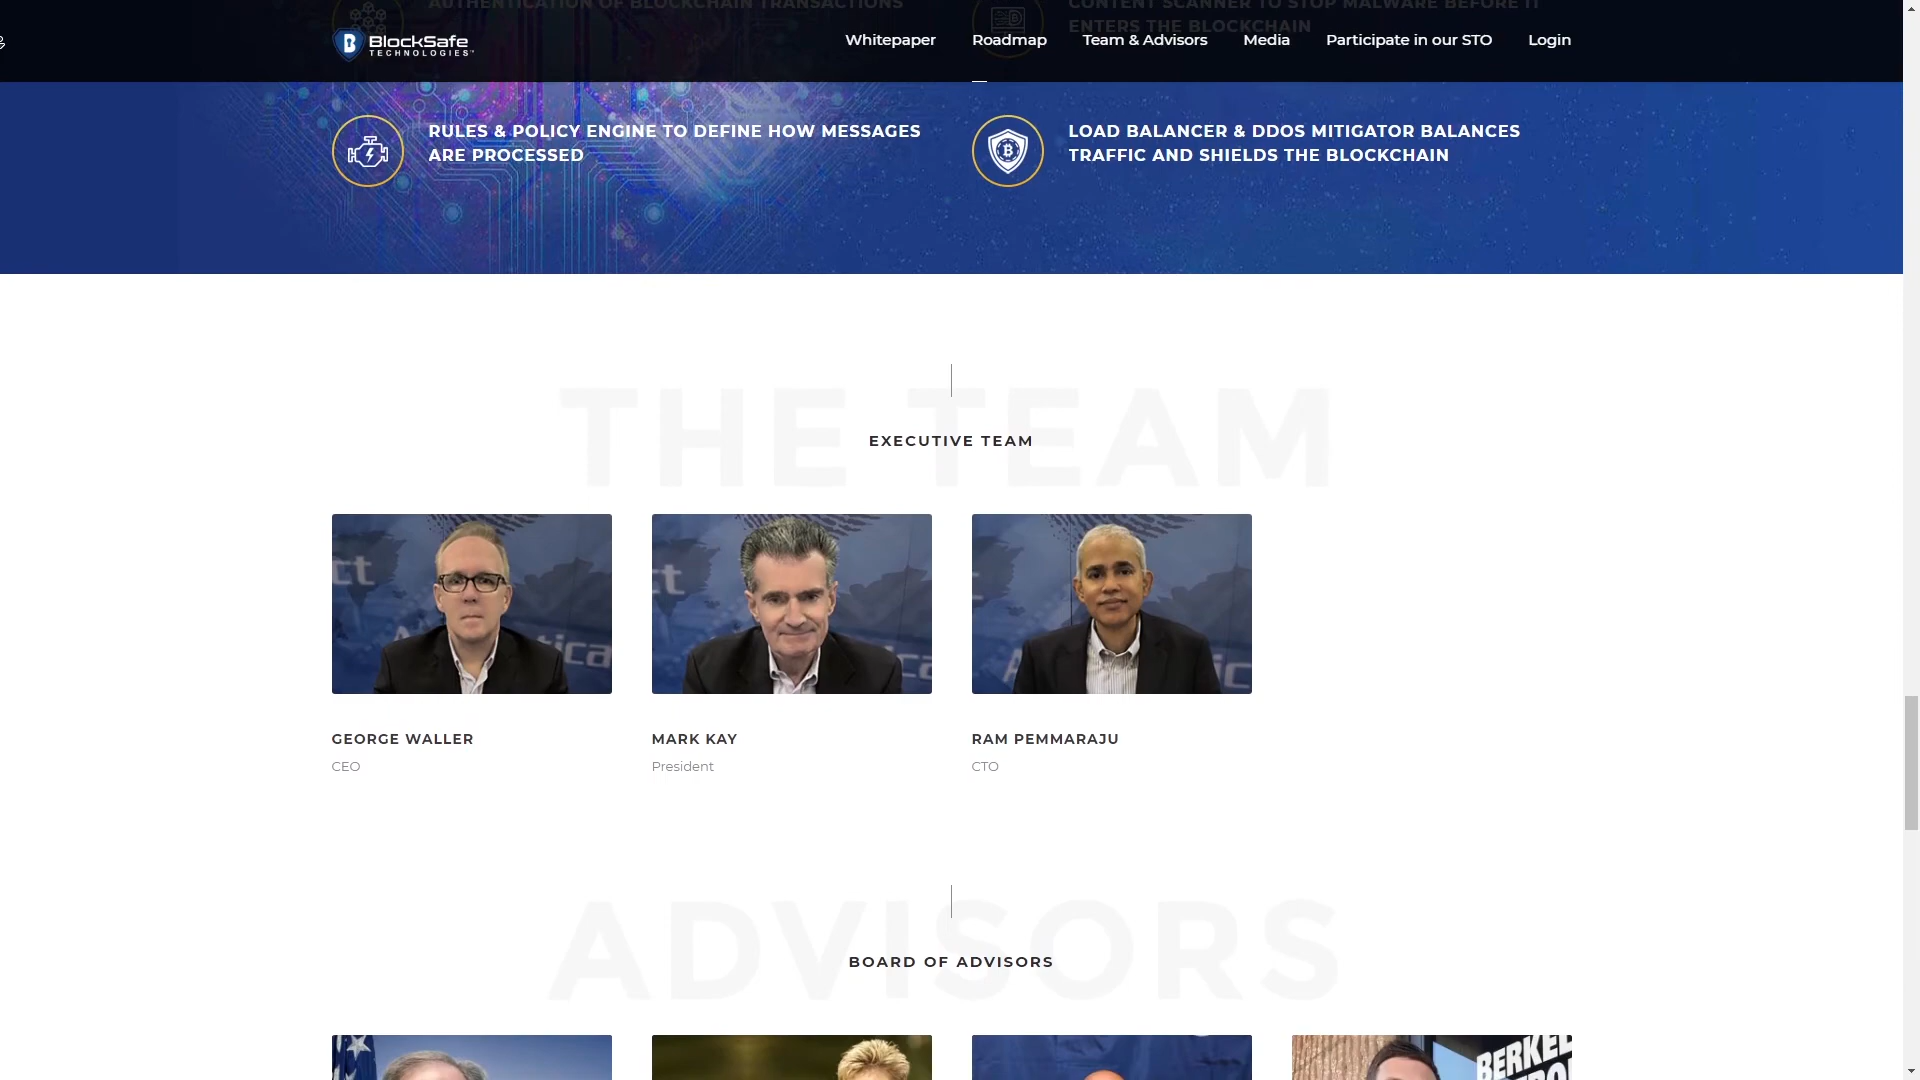 AUTHENTICATION OF BLOCKCHAIN TRANSACTIONS
CONTENT SCANNER TO STOP MALWARE BEFORE IT
ENTERS THE BLOCKCHAIN
BlockSafe
TECHNOLOGIES
Whitepaper
Roadmap
Team & Advisors
Media
Participate in our STO
Login
RULES & POLICY ENGINE TO DEFINE HOW MESSAGES
ARE PROCESSED
LOAD BALANCER & DDOS MITIGATOR BALANCES
TRAFFIC AND SHIELDS THE BLOCKCHAIN
THE TEAM
EXECUTIVE TEAM
GEORGE WALLER
CEO
MARK KAY
President
RAM PEMMARAJU
CTO
ADVISORS
BOARD OF ADVISORS